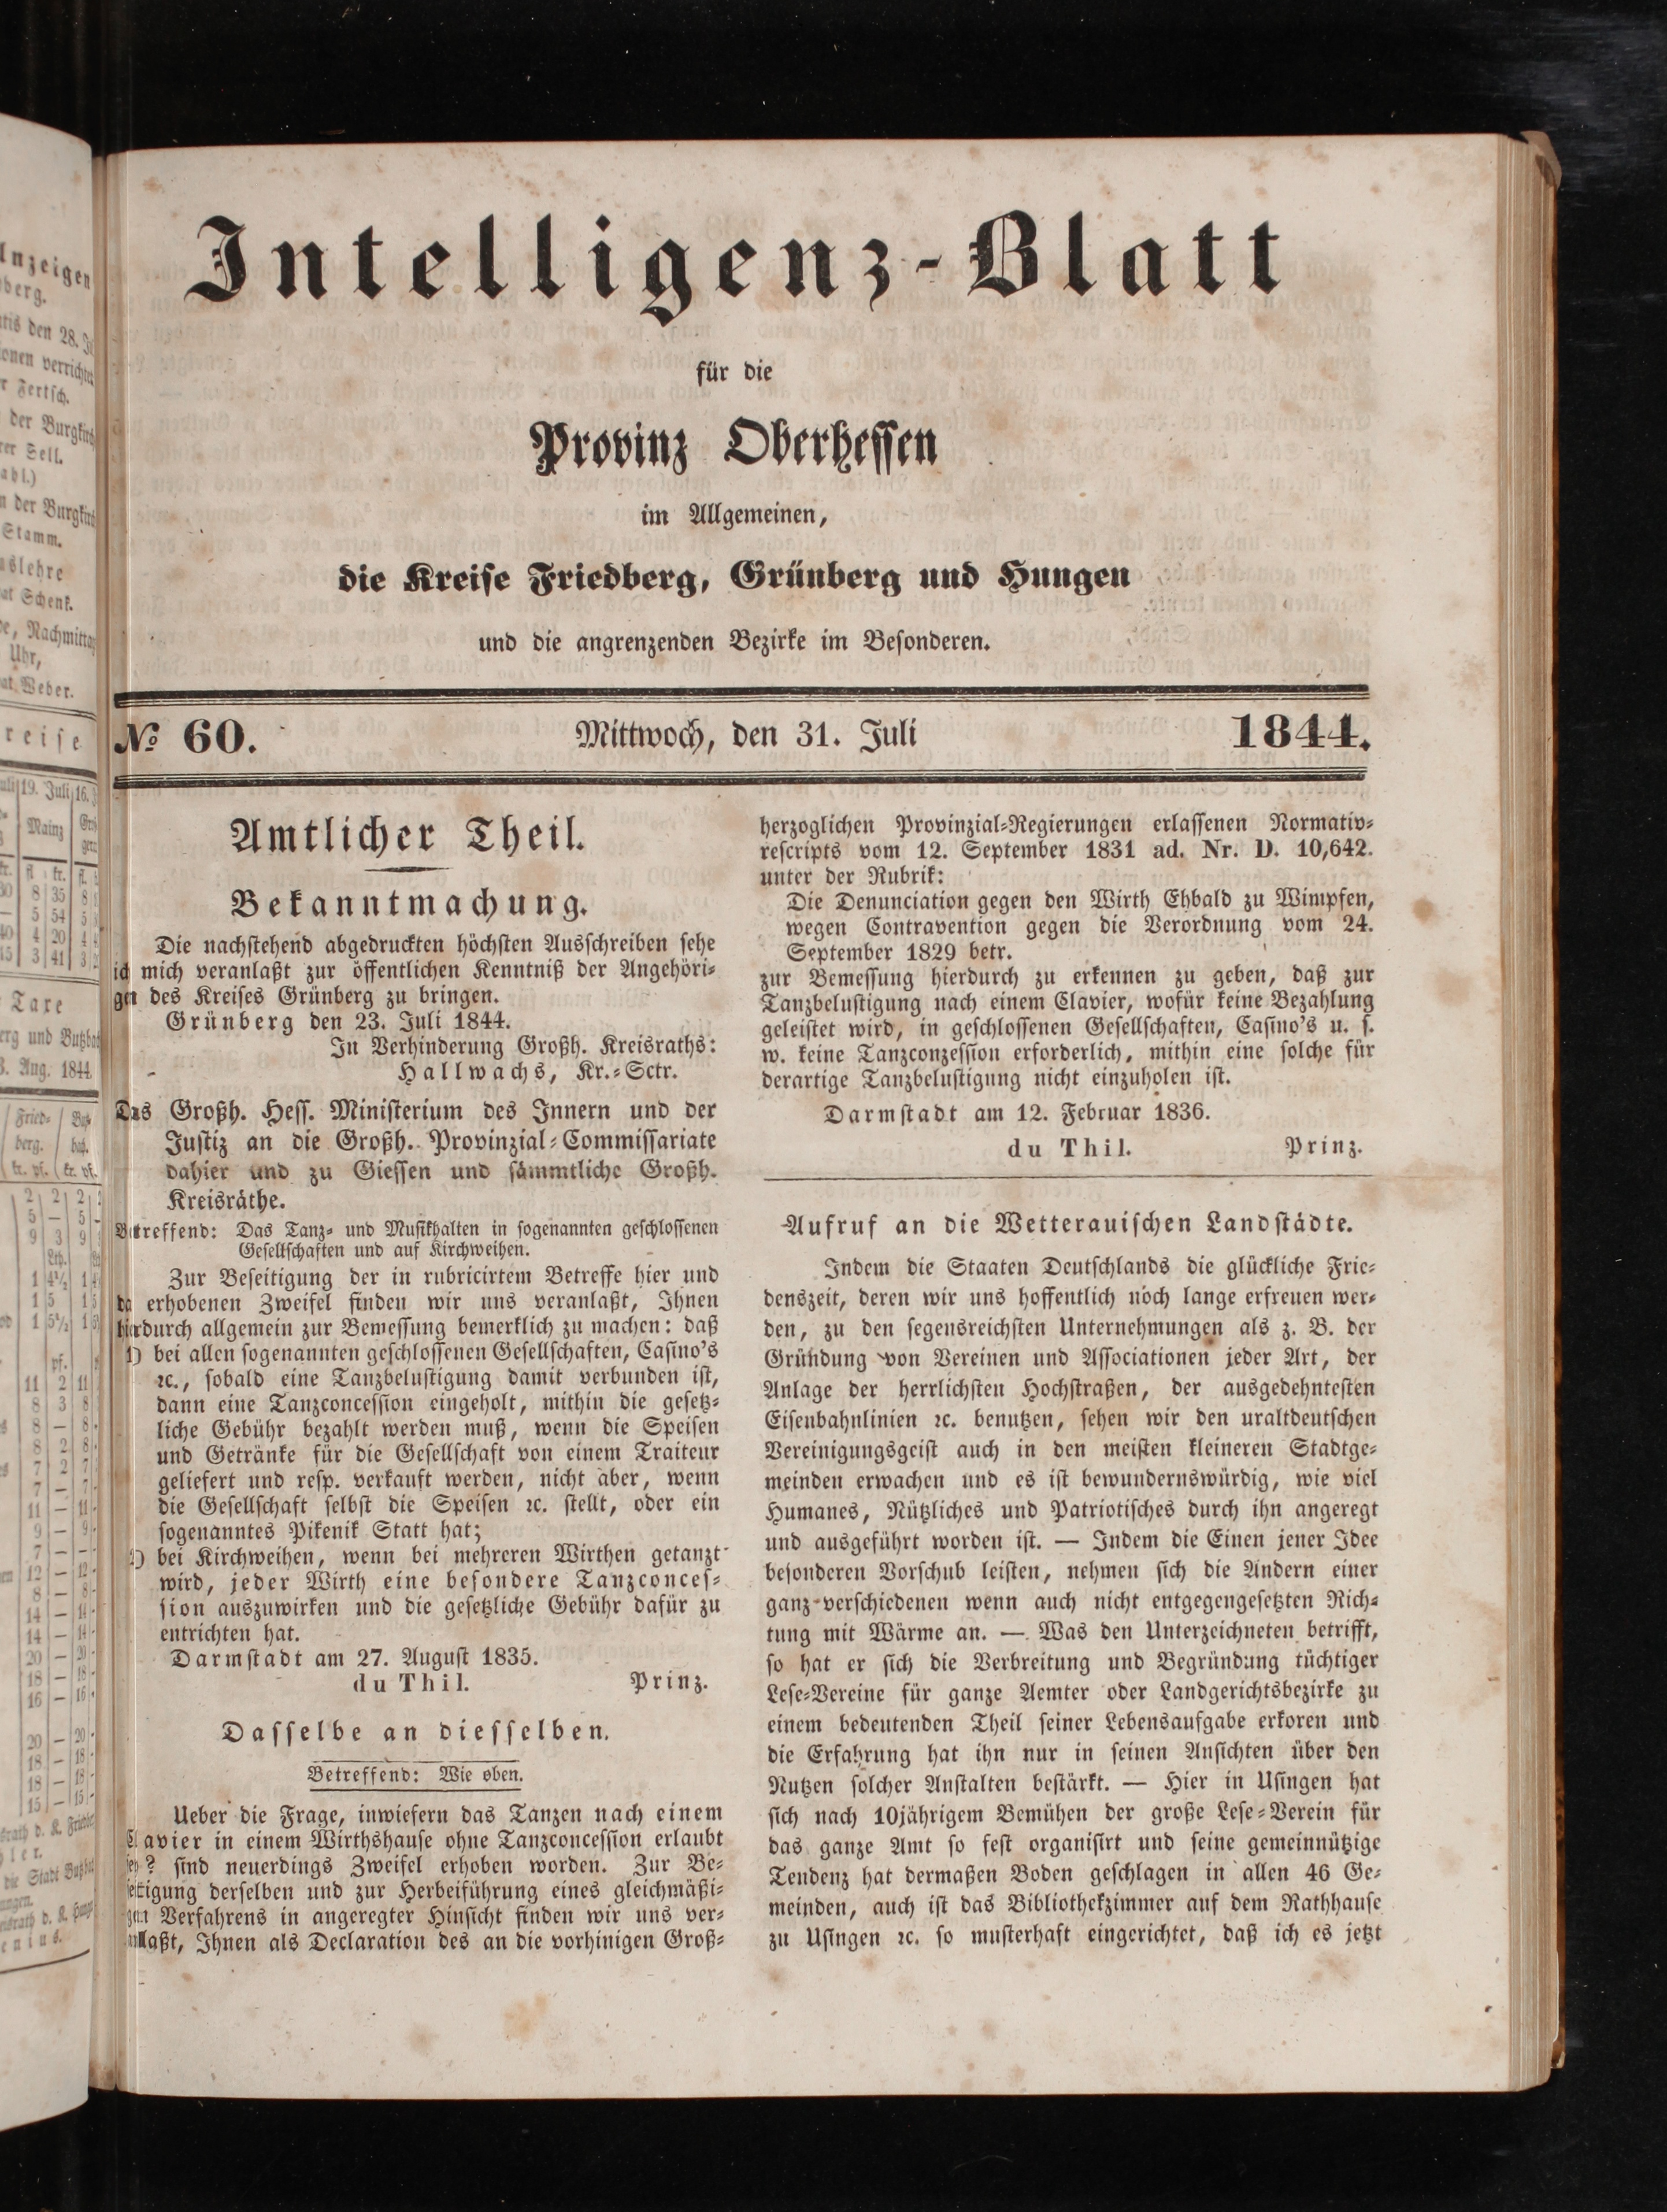 Intelligenz-Blatt
für die
Provinz Oberhessen
im Allgemeinen,
die Kreise Friedberg, Grünberg und Hungen
und die angrenzenden Bezirke im Besonderen.
№ 60. Mittwoch, den 31. Juli 1844.
Amtlicher Theil.
Bekanntmachung.
Die nachstehend abgedruckten höchsten Ausschreiben sehe
ich mich veranlaßt zur öffentlichen Kenntniß der Angehöri-
gen des Kreises Grünberg zu bringen.
Grünberg den 23. Juli 1844.
In Verhinderung Großh. Kreisraths:
Hallwachs, Kr.-Sctr.
Das Großh. Hess. Ministerium des Innern und der
Justiz an die Großh. Provinzial-Commissariate
dahier und zu Giessen und sämmtliche Großh.
Kreisräthe.
Betreffend: Das Tanz- und Musikhalten in sogenannten geschlossenen
Gesellschaften und auf Kirchweihen.
Zur Beseitigung der in rubricirtem Betreffe hier und
da erhobenen Zweifel finden wir uns veranlaßt, Ihnen
hierdurch allgemein zur Bemessung bemerklich zu machen: daß
1) bei allen sogenannten geschlossenen Gesellschaften, Casino's
ꝛc., sobald eine Tanzbelustigung damit verbunden ist,
dann eine Tanzconcession eingeholt, mithin die gesetz-
liche Gebühr bezahlt werden muß, wenn die Speisen
und Getränke für die Gesellschaft von einem Traiteur
geliefert und resp. verkauft werden, nicht aber, wenn
die Gesellschaft selbst die Speisen ꝛc. stellt, oder ein
sogenanntes Pikenik Statt hat;
2) bei Kirchweihen, wenn bei mehreren Wirthen getanzt
wird, jeder Wirth eine besondere Tanzconces-
sion auszuwirken und die gesetzliche Gebühr dafür zu
entrichten hat.
Darmstadt am 27. August 1835.
du Thil. Prinz.
Dasselbe an diesselben.
Betreffend: Wie oben.
Ueber die Frage, inwiefern das Tanzen nach einem
Clavier in einem Wirthshause ohne Tanzconcession erlaubt
sey? sind neuerdings Zweifel erhoben worden. Zur Be-
seitigung derselben und zur Herbeiführung eines gleichmäßi-
gen Verfahrens in angeregter Hinsicht finden wir uns ver-
anlaßt, Ihnen als Declaration des an die vorhinigen Groß-
herzoglichen Provinzial-Regierungen erlassenen Normativ-
rescripts vom 12. September 1831 ad. Nr. D. 10,642.
unter der Rubrik:
Die Denunciation gegen den Wirth Ehbald zu Wimpfen,
wegen Contravention gegen die Verordnung vom 24.
September 1829 betr.
zur Bemessung hierdurch zu erkennen zu geben, daß zur
Tanzbelustigung nach einem Clavier, wofür keine Bezahlung
geleistet wird, in geschlossenen Gesellschaften, Casino's u. s.
w. keine Tanzconzession erforderlich, mithin eine solche für
derartige Tanzbelustigung nicht einzuholen ist.
Darmstadt am 12. Februar 1836.
du Thil. Prinz.
Aufruf an die Wetterauischen Landstädte.
Indem die Staaten Deutschlands die glückliche Frie-
denszeit, deren wir uns hoffentlich noch lange erfreuen wer-
den, zu den segensreichsten Unternehmungen als z. B. der
Gründung von Vereinen und Associationen jeder Art, der
Anlage der herrlichsten Hochstraßen, der ausgedehntesten
Eisenbahnlinien ꝛc. benutzen, sehen wir den uraltdeutschen
Vereinigungsgeist auch in den meisten kleineren Stadtge-
meinden erwachen und es ist bewundernswürdig, wie viel
Humanes, Nützliches und Patriotisches durch ihn angeregt
und ausgeführt worden ist. — Indem die Einen jener Idee
besonderen Vorschub leisten, nehmen sich die Andern einer
ganz verschiedenen wenn auch nicht entgegengesetzten Rich-
tung mit Wärme an. — Was den Unterzeichneten betrifft,
so hat er sich die Verbreitung und Begründung tüchtiger
Lese-Vereine für ganze Aemter oder Landgerichtsbezirke zu
einem bedeutenden Theil seiner Lebensaufgabe erkoren und
die Erfahrung hat ihn nur in seinen Ansichten über den
Nutzen solcher Anstalten bestärkt. — Hier in Usingen hat
sich nach 10jährigem Bemühen der große Lese-Verein für
das ganze Amt so fest organisirt und seine gemeinnützige
Tendenz hat dermaßen Boden geschlagen in allen 46 Ge-
meinden, auch ist das Bibliothekzimmer auf dem Rathhause
zu Usingen ꝛc. so musterhaft eingerichtet, daß ich es jetzt